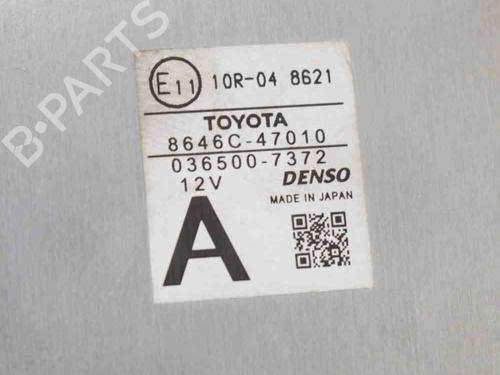 B-PARTS
E11 10R-04 8621
TOYOTA
8646C-47010
036500-7372
12V DENSO
MADE IN JAPAN
A